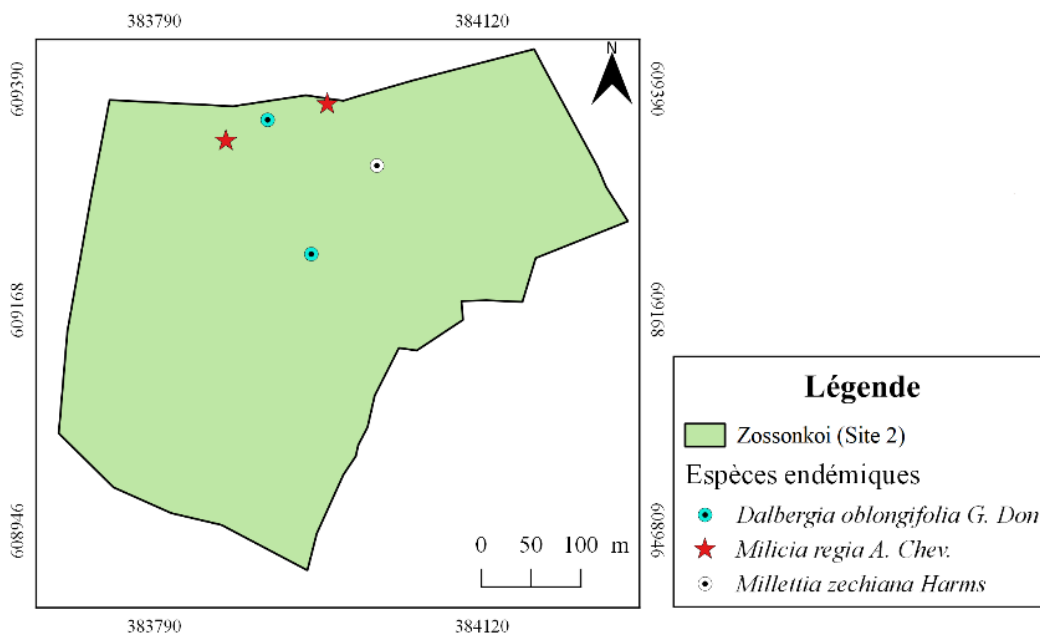 383790 384120
N
609390 609390
609168 609168
608946 608946
0 50 100 m
383790 384120
Légende
Zossonkoi (Site 2)
Espèces endémiques
Dalbergia oblongifolia G. Don
Milicia regia A. Chev.
Millettia zechiana Harms